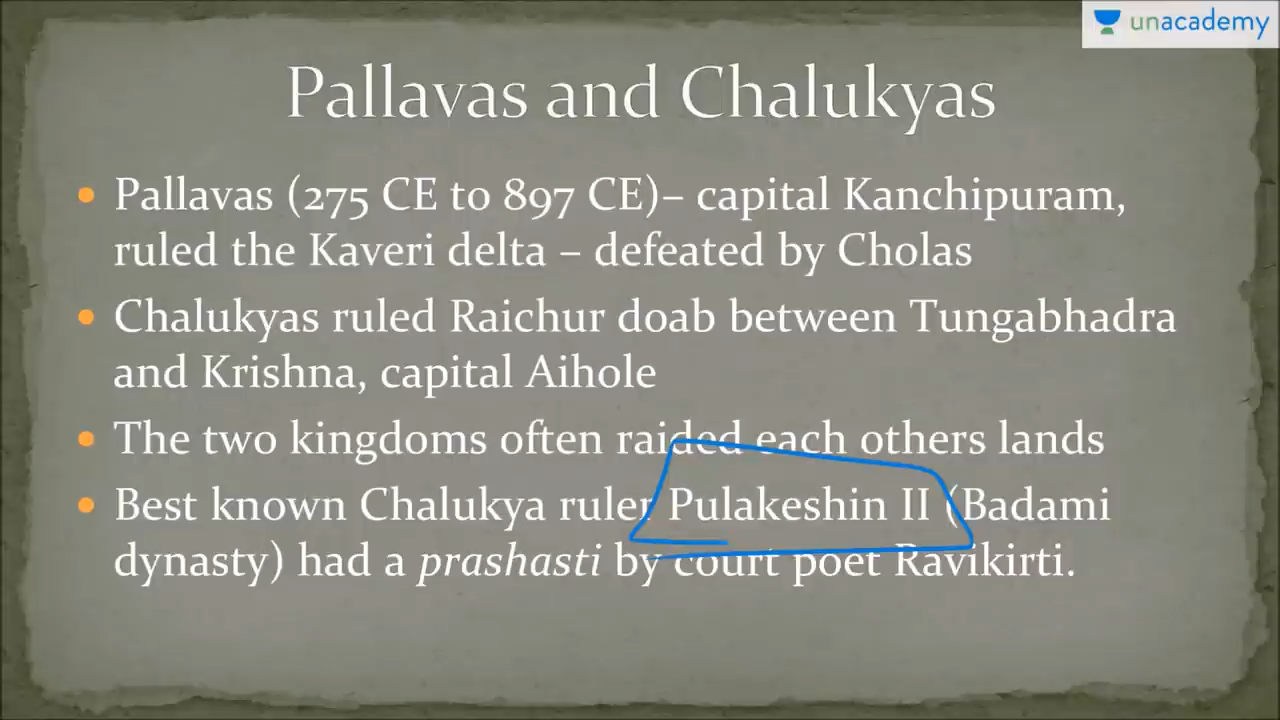 unacademy
Pallavas and Chalukyas
• Pallavas (275 CE to 897 CE)– capital Kanchipuram,
ruled the Kaveri delta – defeated by Cholas
• Chalukyas ruled Raichur doab between Tungabhadra
and Krishna, capital Aihole
• The two kingdoms often raided each others lands
• Best known Chalukya ruler Pulakeshin II (Badami
dynasty) had a prashasti by court poet Ravikirti.